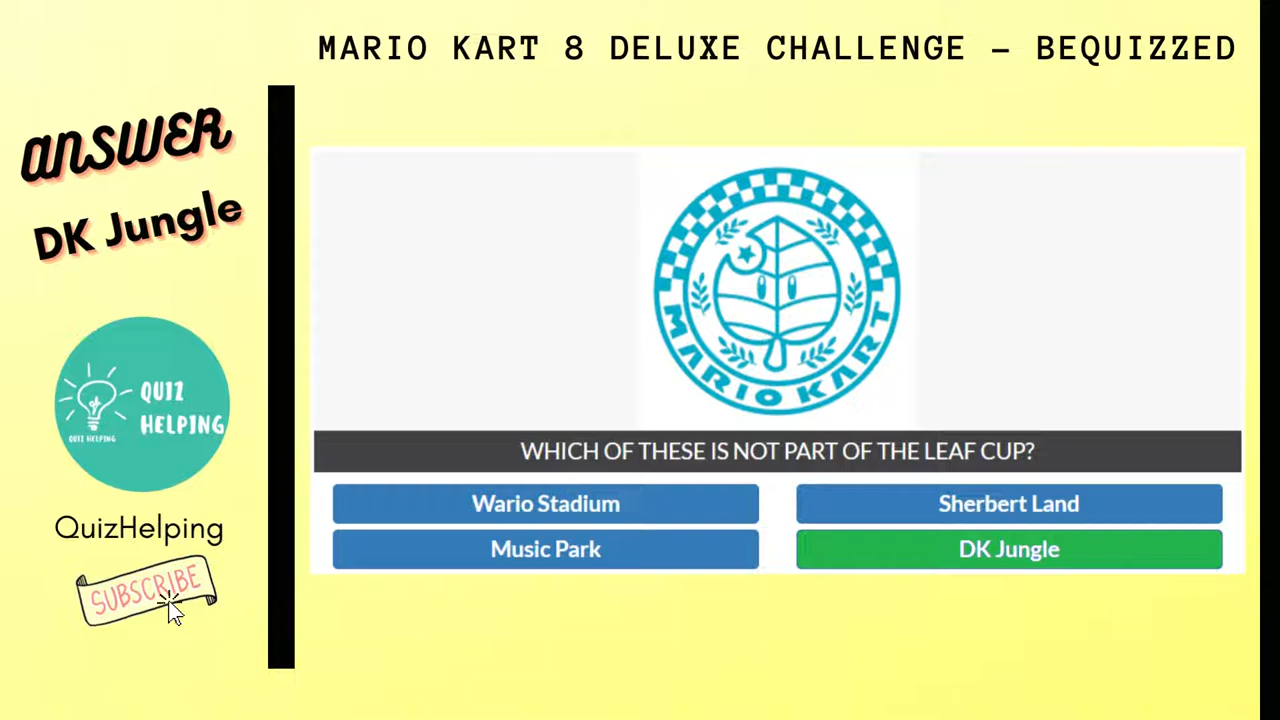 MARIO KART 8 DELUXE CHALLENGE – BEQUIZZED
ANSWER
DK Jungle
QUIZ
HELPING
QUIZ HELPING
QuizHelping
SUBSCRIBE
MARIO KART
WHICH OF THESE IS NOT PART OF THE LEAF CUP?
Wario Stadium
Sherbert Land
Music Park
DK Jungle